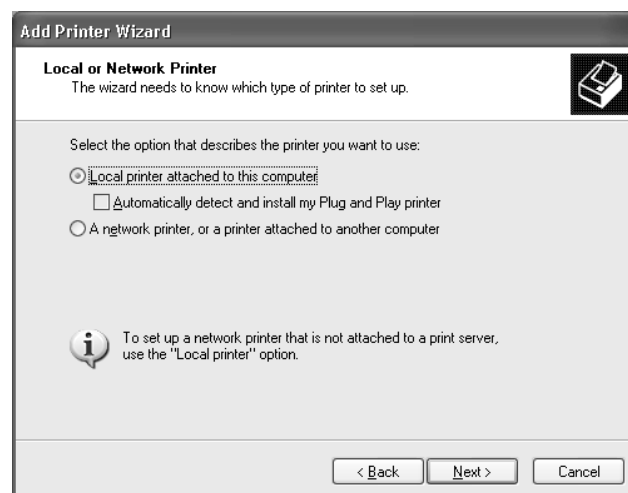 Add Printer Wizard
Local or Network Printer
The wizard needs to know which type of printer to set up.
Select the option that describes the printer you want to use:
Local printer attached to this computer
Automatically detect and install my Plug and Play printer
A network printer, or a printer attached to another computer
To set up a network printer that is not attached to a print server,
use the "Local printer" option.
< Back
Next >
Cancel